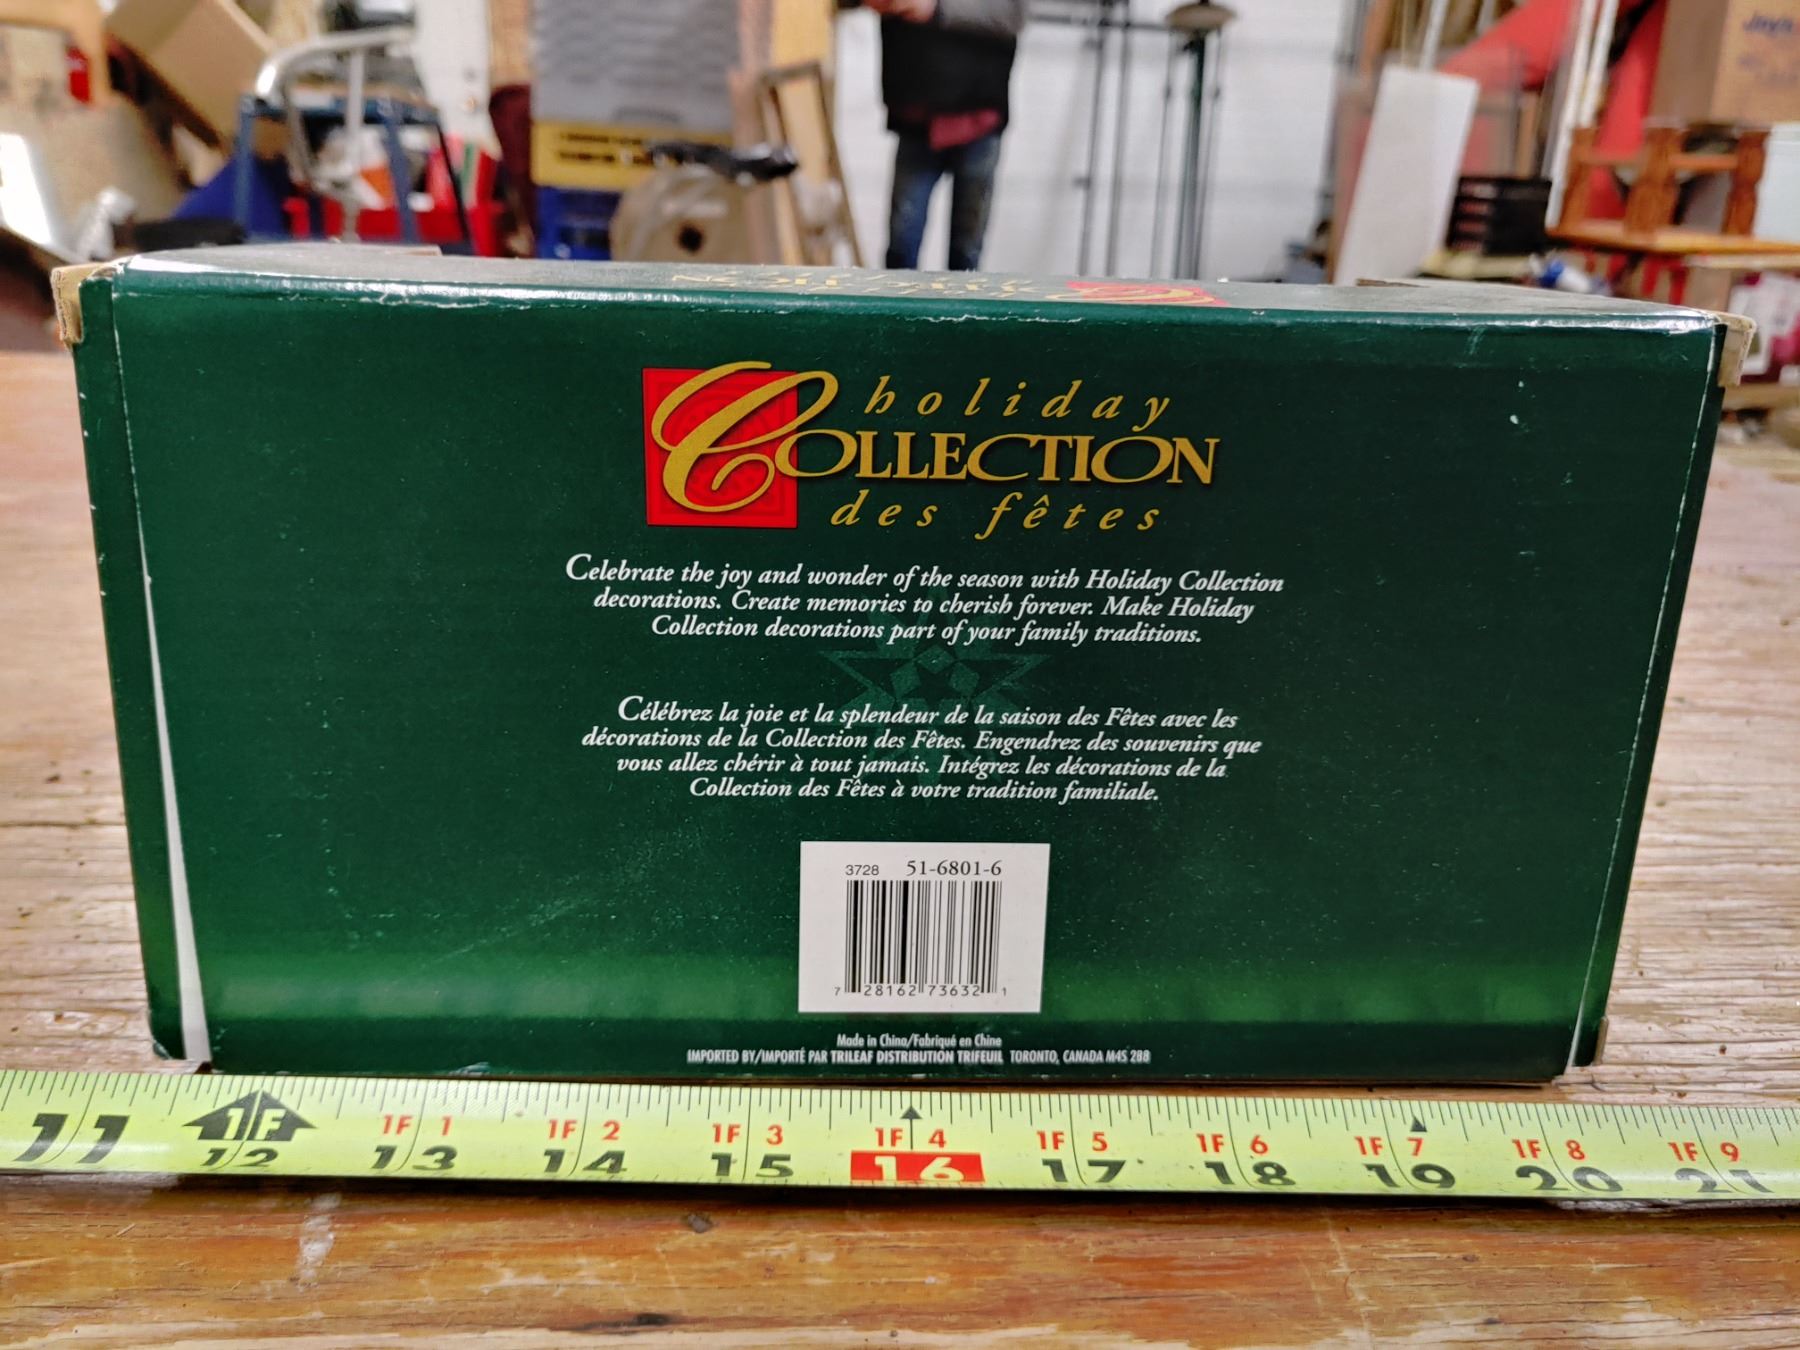 holiday
COLLECTION
des fêtes
Celebrate the joy and wonder of the season with Holiday Collection
decorations. Create memories to cherish forever. Make Holiday
Collection decorations part of your family traditions.
Célébrez la joie et la splendeur de la saison des Fêtes avec les
décorations de la Collection des Fêtes. Engendrez des souvenirs que
vous allez chérir à tout jamais. Intégrez les décorations de la
Collection des Fêtes à votre tradition familiale.
3728 51-6801-6
7 28162 73632 1
Made in China/Fabriqué en Chine
IMPORTED BY/IMPORTÉ PAR TRILEAF DISTRIBUTION TRIFEUIL TORONTO, CANADA M4S 2B8
1F 1F 1 1F 2 1F 3 1F 4 1F 5 1F 6 1F 7 1F 8 1F 9
11 12 13 14 15 16 17 18 19 20 21